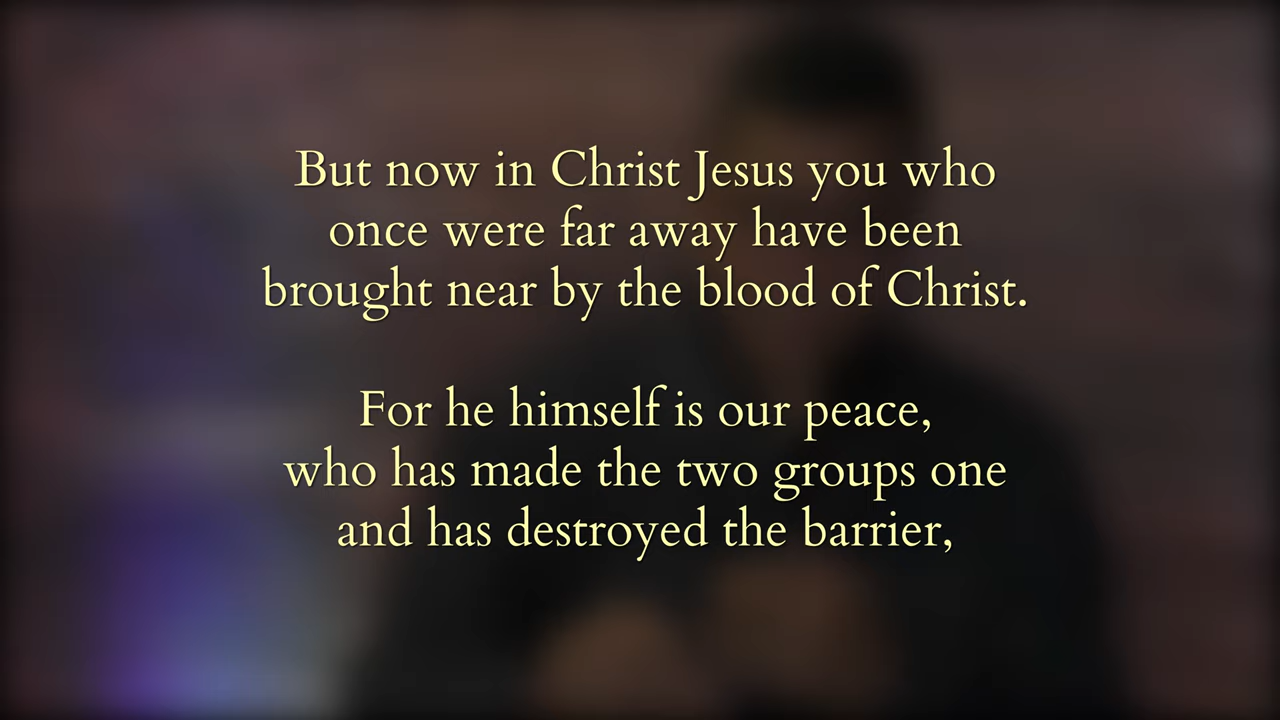 But now in Christ Jesus you who
once were far away have been
brought near by the blood of Christ.
For he himself is our peace,
who has made the two groups one
and has destroyed the barrier,